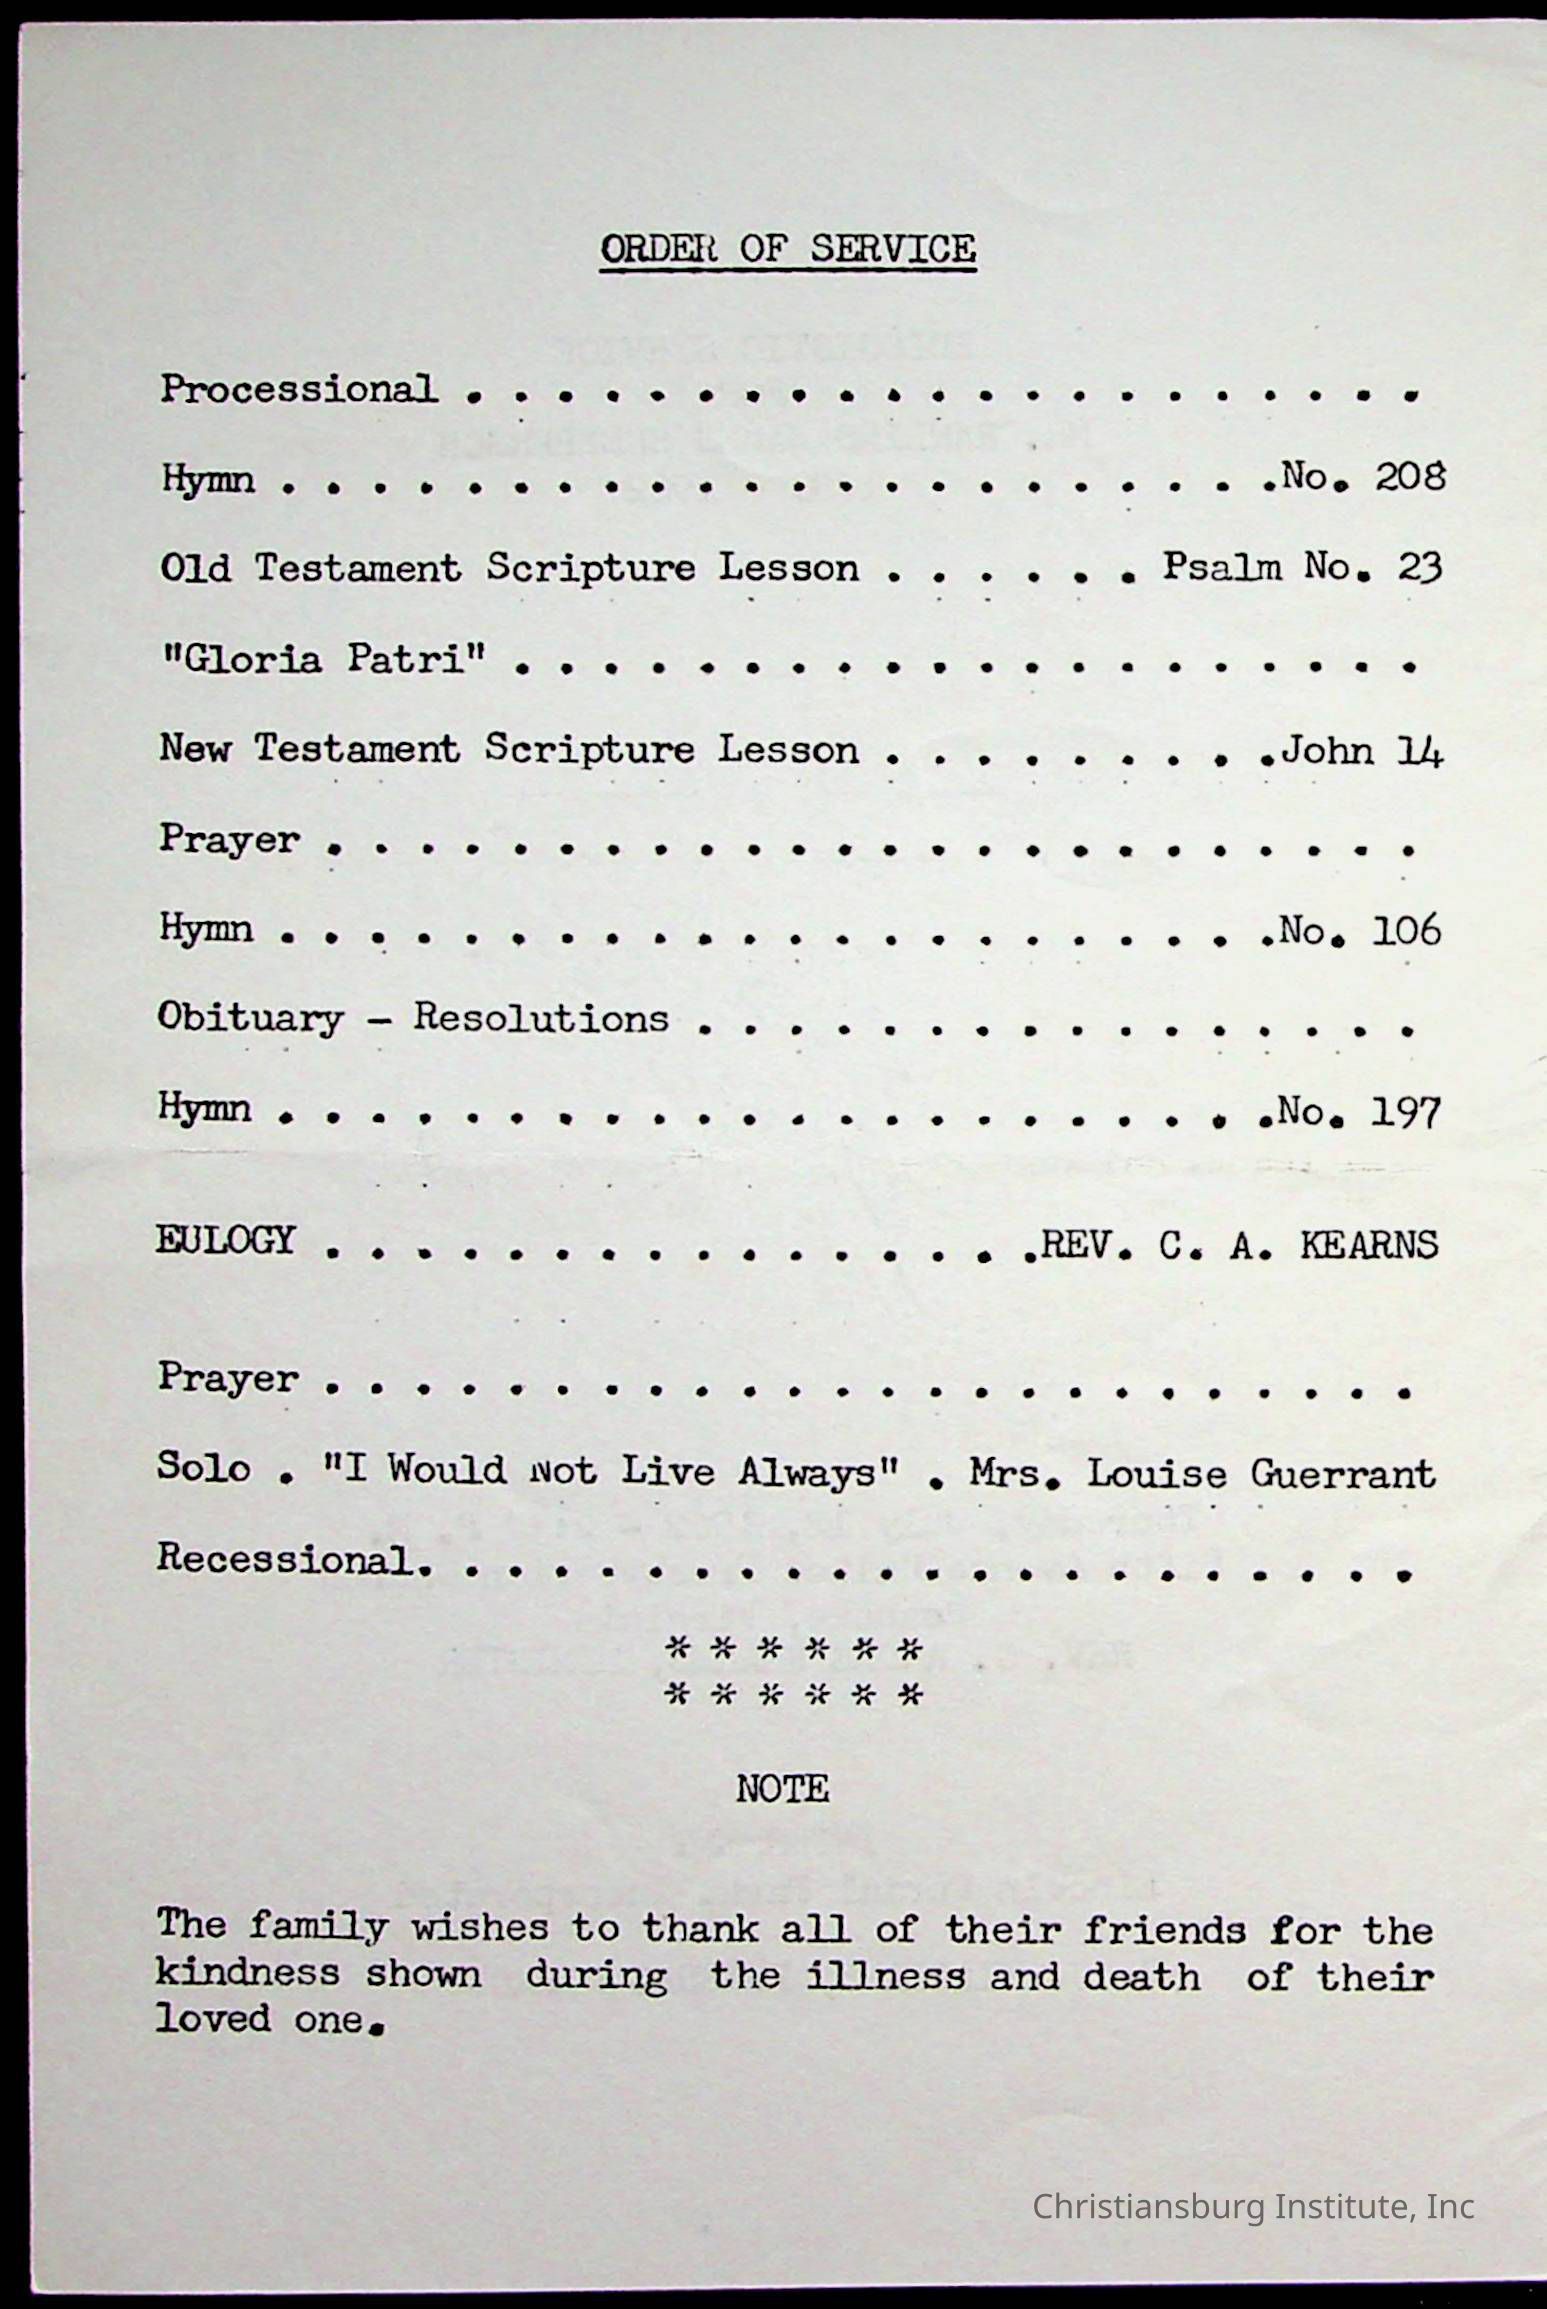 ORDER OF SERVICE
Processional . . . . . . . . . . . . . . . . . . . . .
Hymn . . . . . . . . . . . . . . . . . . . . . .No. 208
Old Testament Scripture Lesson . . . . . . Psalm No. 23
"Gloria Patri" . . . . . . . . . . . . . . . . . . . .
New Testament Scripture Lesson . . . . . . . . .John 14
Prayer . . . . . . . . . . . . . . . . . . . . . . . .
Hymn . . . . . . . . . . . . . . . . . . . . . .No. 106
Obituary - Resolutions . . . . . . . . . . . . . . . .
Hymn . . . . . . . . . . . . . . . . . . . . . .No. 197
EULOGY . . . . . . . . . . . . . . . .REV. C. A. KEARNS
Prayer . . . . . . . . . . . . . . . . . . . . . . . .
Solo . "I Would Not Live Always" . Mrs. Louise Guerrant
Recessional. . . . . . . . . . . . . . . . . . . . . .
* * * * * *
* * * * * *
NOTE
The family wishes to thank all of their friends for the
kindness shown during the illness and death of their
loved one.
Christiansburg Institute, Inc